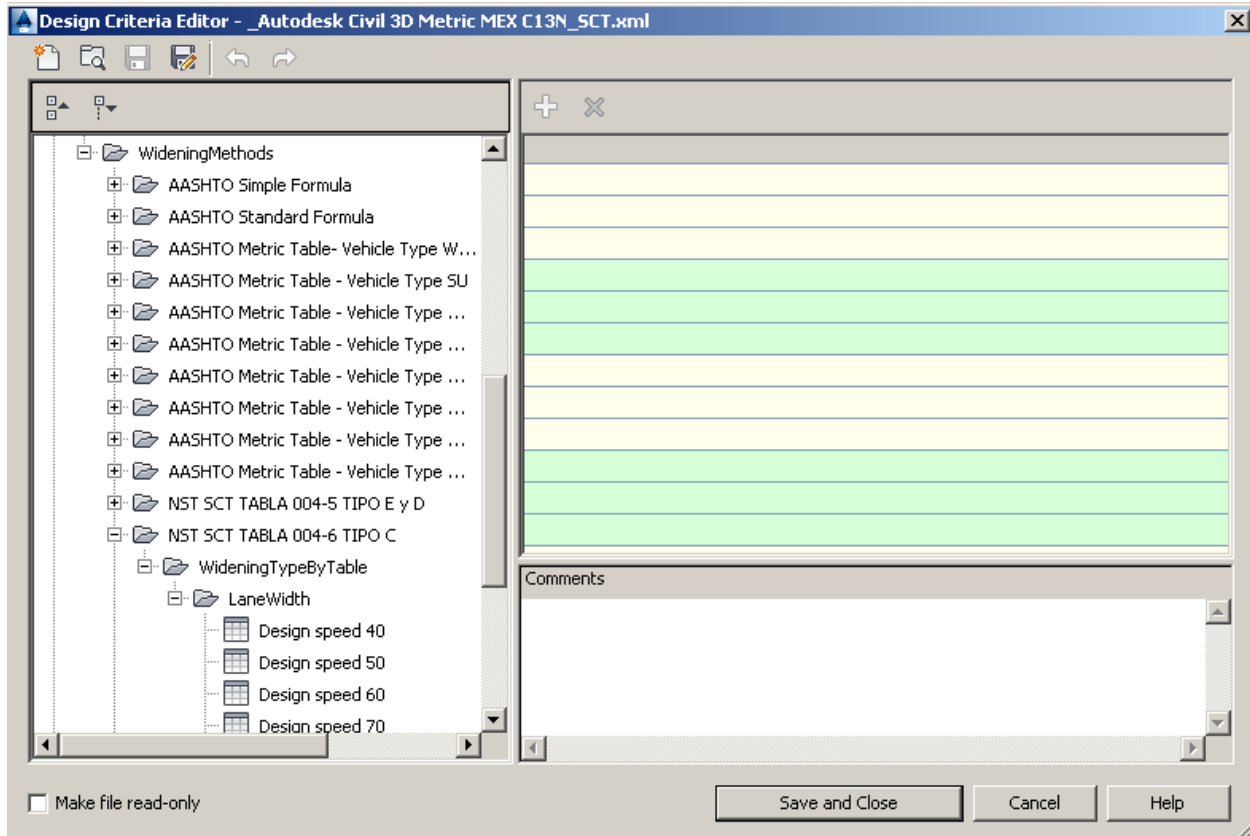 Design Criteria Editor - _Autodesk Civil 3D Metric MEX C13N_SCT.xml
WideningMethods
AASHTO Simple Formula
AASHTO Standard Formula
AASHTO Metric Table- Vehicle Type W...
AASHTO Metric Table - Vehicle Type SU
AASHTO Metric Table - Vehicle Type ...
AASHTO Metric Table - Vehicle Type ...
AASHTO Metric Table - Vehicle Type ...
AASHTO Metric Table - Vehicle Type ...
AASHTO Metric Table - Vehicle Type ...
AASHTO Metric Table - Vehicle Type ...
NST SCT TABLA 004-5 TIPO E y D
NST SCT TABLA 004-6 TIPO C
WideningTypeByTable
LaneWidth
Design speed 40
Design speed 50
Design speed 60
Design speed 70
Comments
Make file read-only
Save and Close
Cancel
Help